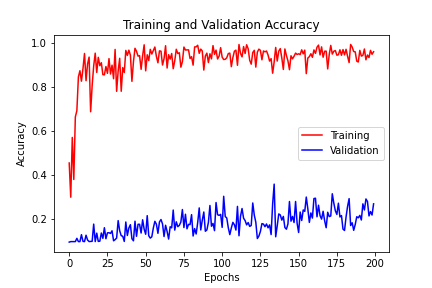 Training and Validation Accuracy
1.0
0.8
0.6
0.4
0.2
Accuracy
Training
Validation
0 25 50 75 100 125 150 175 200
Epochs